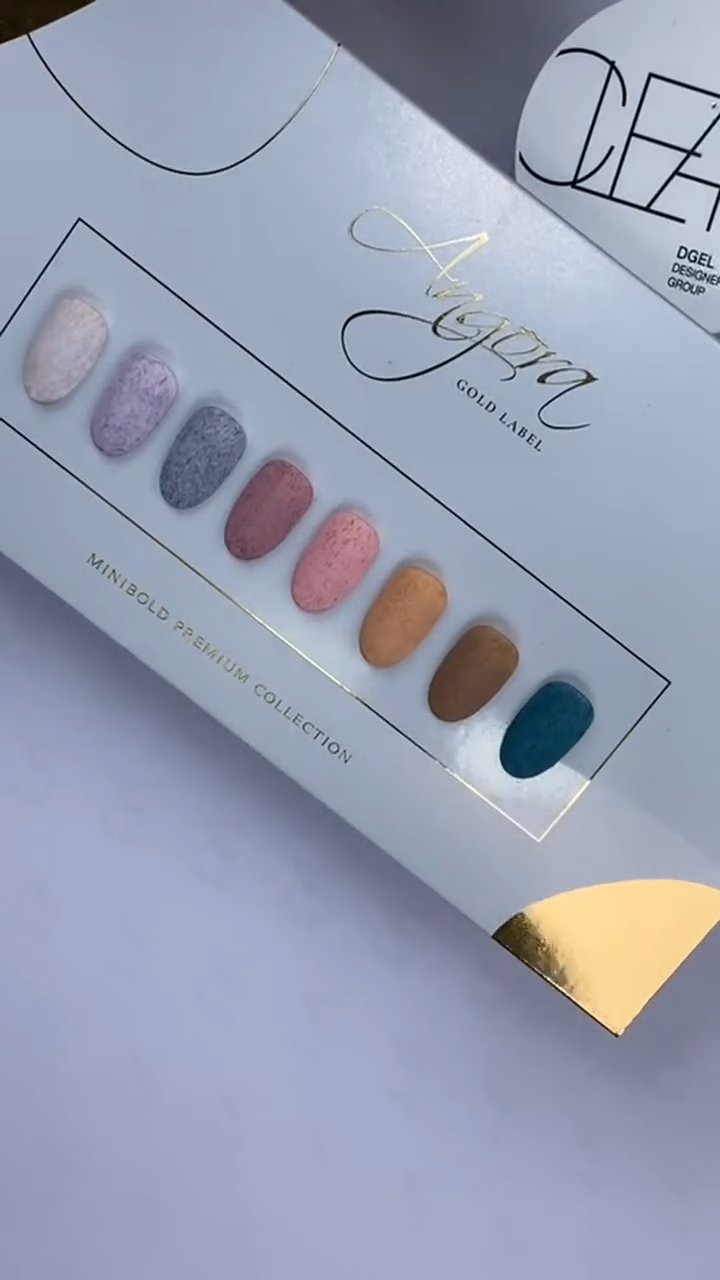 Angora
GOLD LABEL
MINIBOLD PREMIUM COLLECTION
DGEL
DESIGNER
GROUP